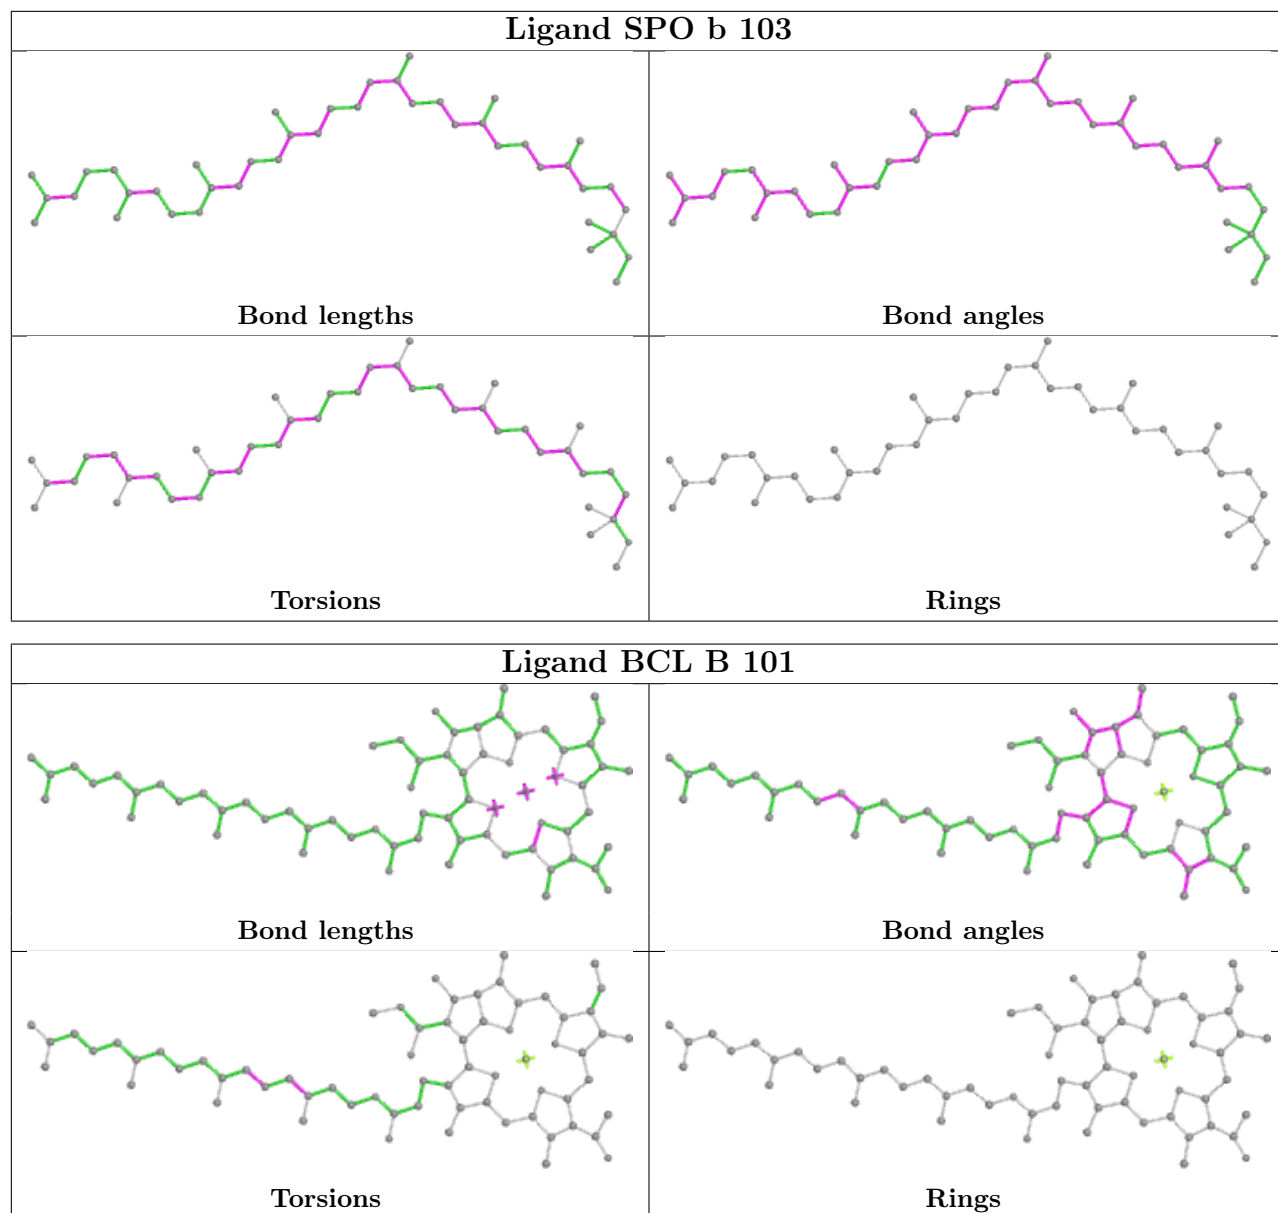 Ligand SPO b 103
Bond lengths
Bond angles
Torsions
Rings
Ligand BCL B 101
Bond lengths
Bond angles
Torsions
Rings